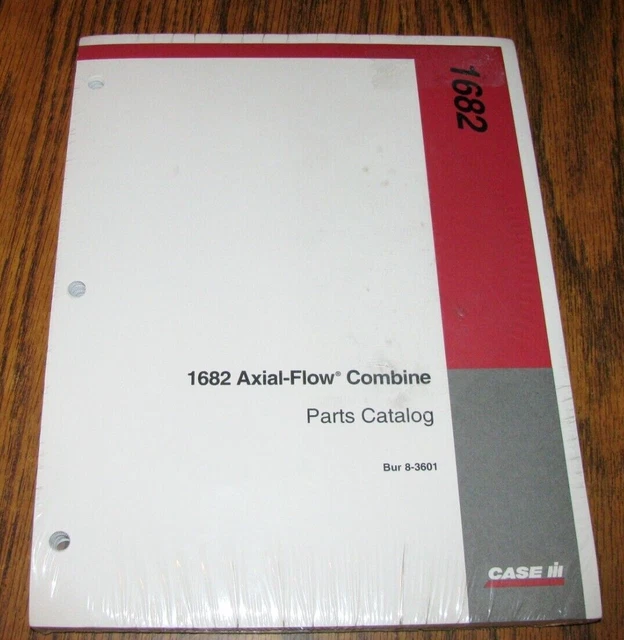 1682
1682 Axial-Flow® Combine
Parts Catalog
Bur 8-3601
CASE IH